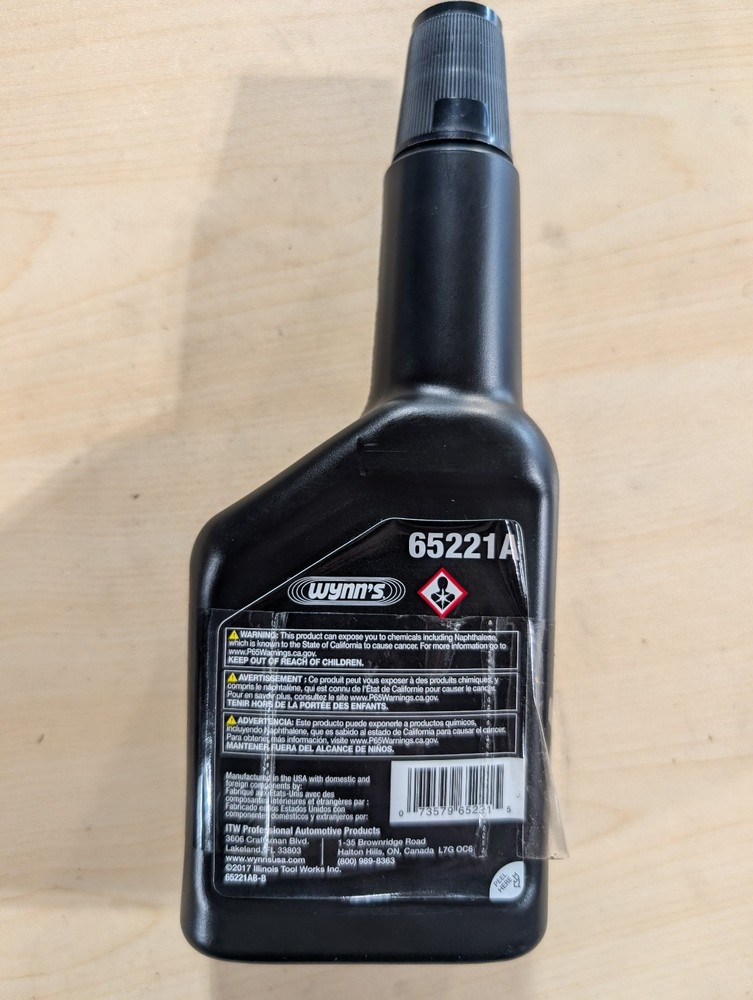 65221A
WYNN'S
WARNING: This product can expose you to chemicals including Naphthalene,
which is known to the State of California to cause cancer. For more information go to
www.P65Warnings.ca.gov.
KEEP OUT OF REACH OF CHILDREN.
AVERTISSEMENT : Ce produit peut vous exposer à des produits chimiques, y
compris le naphtalène, qui est connu de l'État de Californie pour causer le cancer.
Pour en savoir plus, consultez le site www.P65Warnings.ca.gov.
TENIR HORS DE LA PORTÉE DES ENFANTS.
ADVERTENCIA: Este producto puede exponerle a productos químicos,
incluyendo Naphthalene, que es sabido al estado de California para causar el cáncer.
Para obtener más información, visite www.P65Warnings.ca.gov.
MANTENER FUERA DEL ALCANCE DE NIÑOS.
Manufactured in the USA with domestic and
foreign components by:
Fabriqué aux États-Unis avec des
composantes intérieures et étrangères par :
Fabricado en los Estados Unidos con
componentes domésticos y extranjeros por:
0 73579 65221 5
ITW Professional Automotive Products
3606 Craftsman Blvd.
Lakeland, FL 33803
www.wynnsusa.com
1-35 Brownridge Road
Halton Hills, ON, Canada L7G OC6
(800) 989-8363
©2017 Illinois Tool Works Inc.
65221AB-B
PEEL
HERE